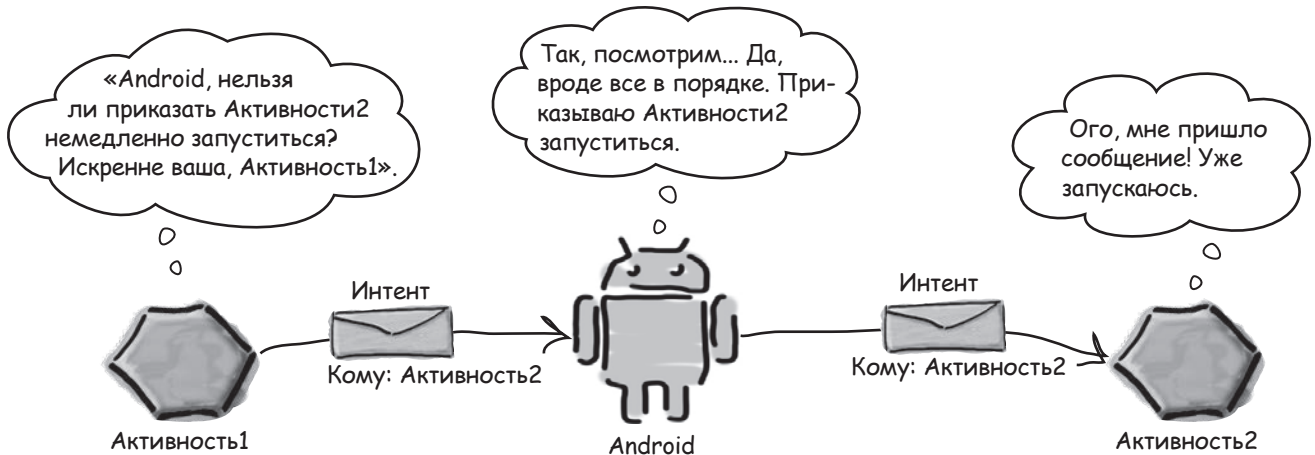 «Android, нельзя
ли приказать Активности2
немедленно запуститься?
Искренне ваша, Активность1».
Так, посмотрим... Да,
вроде все в порядке. При-
казываю Активности2
запуститься.
Ого, мне пришло
сообщение! Уже
запускаюсь.
Интент
Кому: Активность2
Интент
Кому: Активность2
Активность1
Android
Активность2